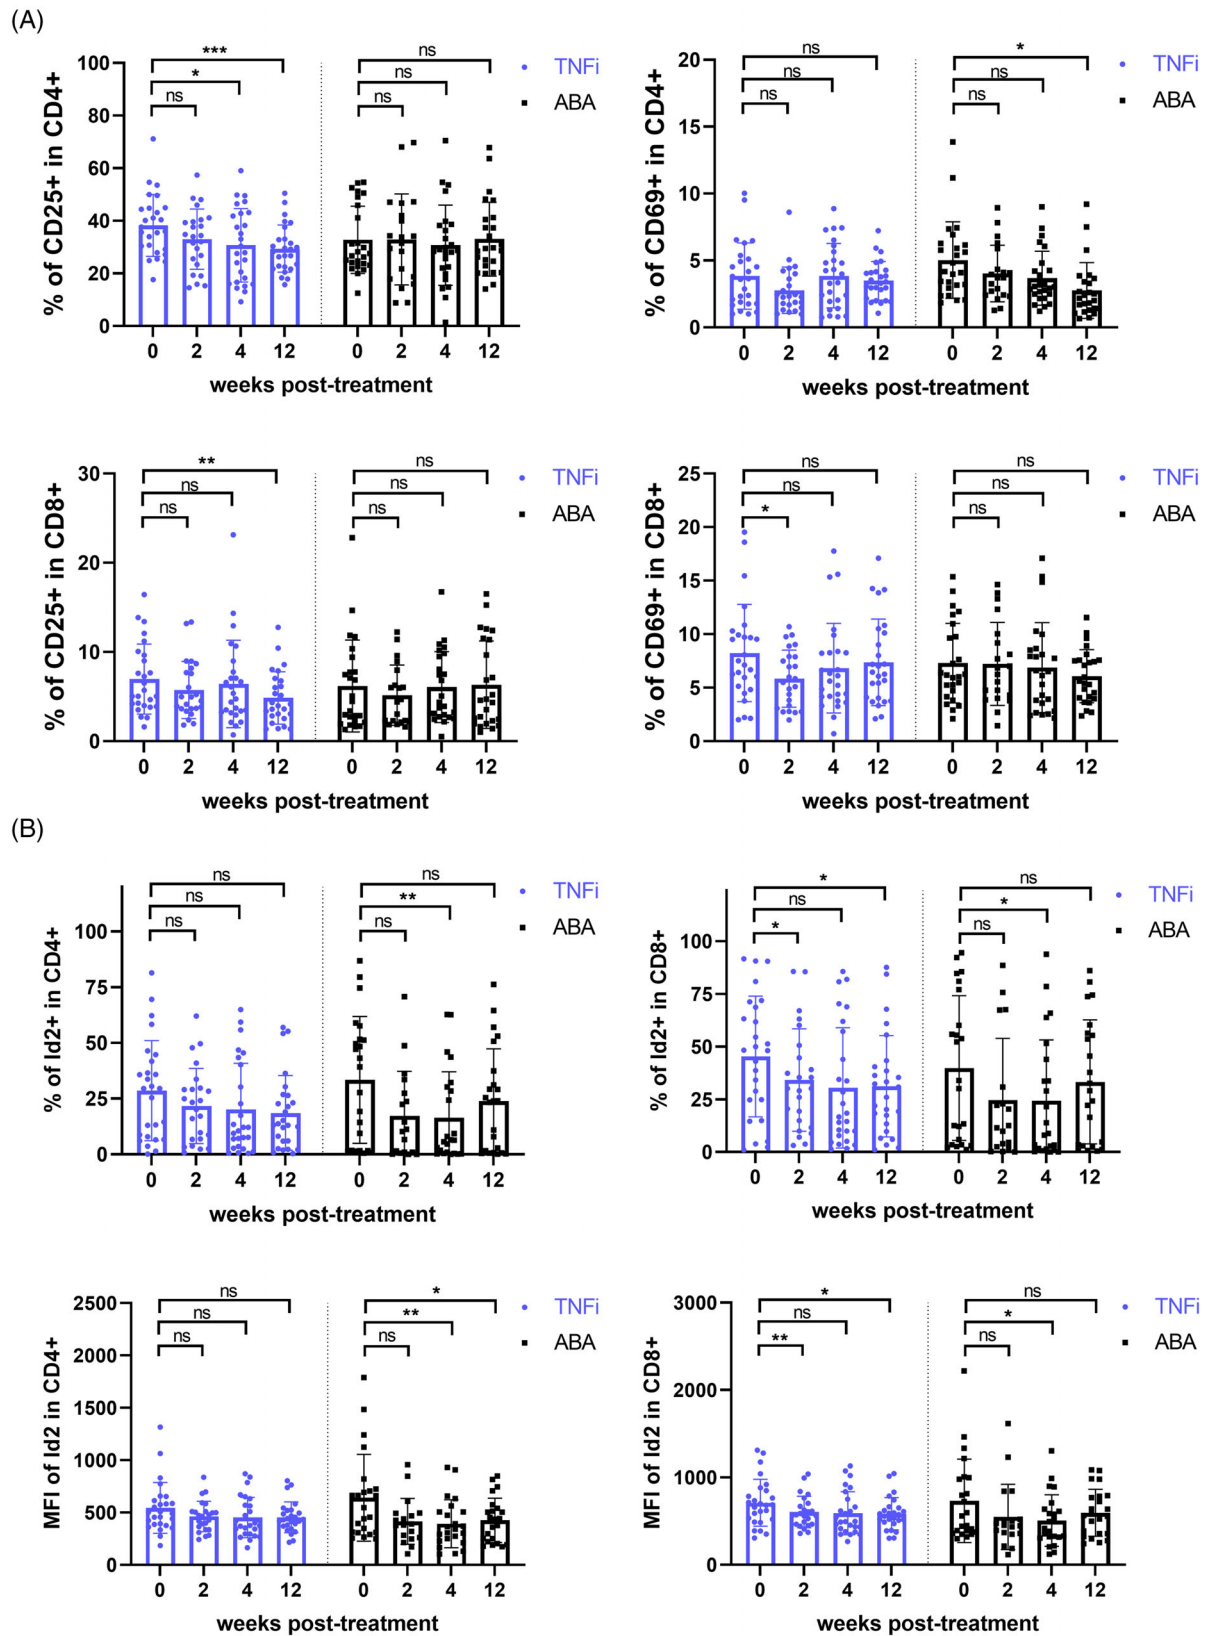 (A)
% of CD25+ in CD4+
100
80
60
40
20
0
ns
*
***
ns
ns
ns
TNFi
ABA
0 2 4 12 0 2 4 12
weeks post-treatment
% of CD69+ in CD4+
20
15
10
5
0
ns
ns
ns
ns
ns
*
TNFi
ABA
0 2 4 12 0 2 4 12
weeks post-treatment
% of CD25+ in CD8+
30
20
10
0
ns
ns
**
ns
ns
ns
TNFi
ABA
0 2 4 12 0 2 4 12
weeks post-treatment
% of CD69+ in CD8+
25
20
15
10
5
0
*
ns
ns
ns
ns
ns
TNFi
ABA
0 2 4 12 0 2 4 12
weeks post-treatment
(B)
% of Id2+ in CD4+
100
75
50
25
0
ns
ns
ns
ns
**
ns
TNFi
ABA
0 2 4 12 0 2 4 12
weeks post-treatment
% of Id2+ in CD8+
100
75
50
25
0
*
ns
*
ns
*
ns
TNFi
ABA
0 2 4 12 0 2 4 12
weeks post-treatment
MFI of Id2 in CD4+
2500
2000
1500
1000
500
0
ns
ns
ns
ns
**
*
TNFi
ABA
0 2 4 12 0 2 4 12
weeks post-treatment
MFI of Id2 in CD8+
3000
2000
1000
0
**
ns
*
ns
*
ns
TNFi
ABA
0 2 4 12 0 2 4 12
weeks post-treatment